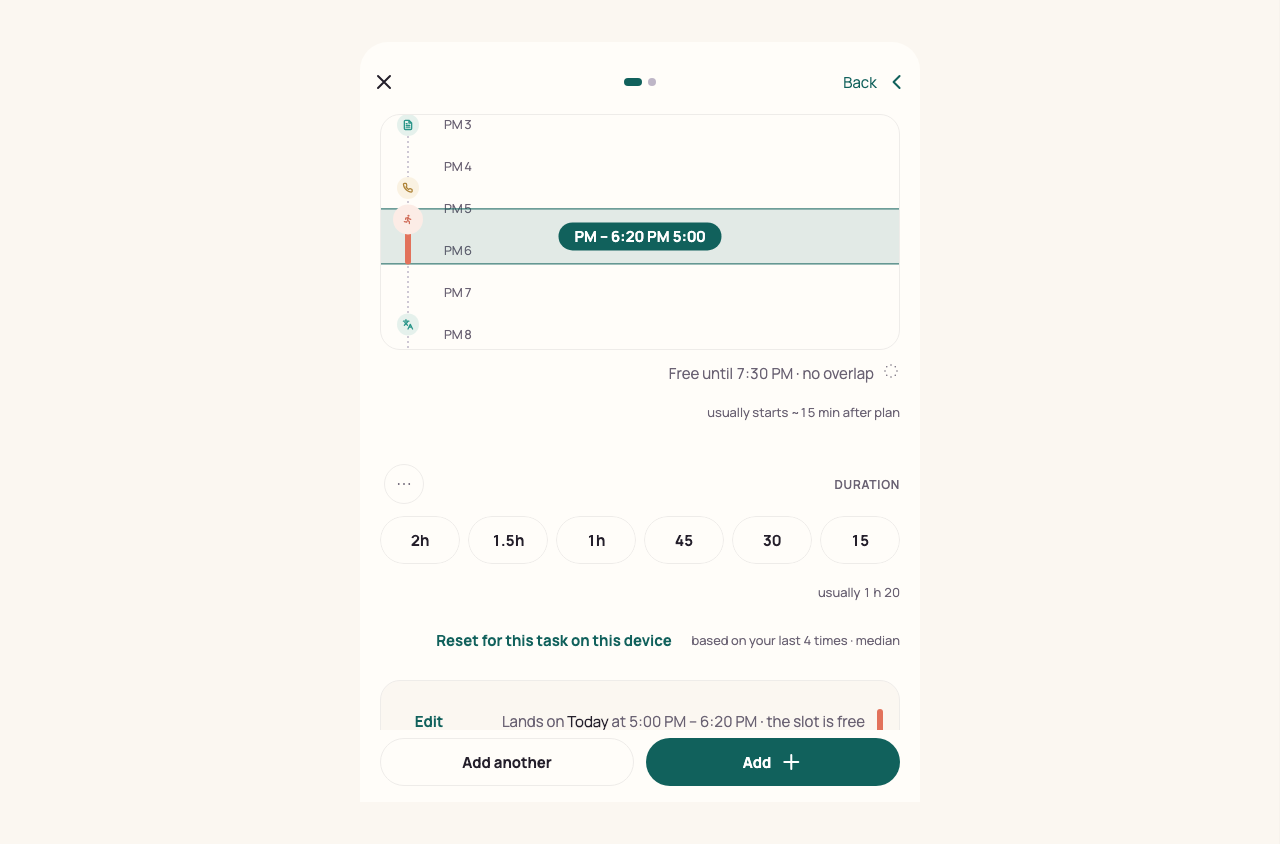 Back
PM 3
PM 4
PM 5
PM – 6:20 PM 5:00
PM 6
PM 7
PM 8
Free until 7:30 PM · no overlap
usually starts ~15 min after plan
DURATION
...
2h 1.5h 1h 45 30 15
usually 1 h 20
Reset for this task on this device based on your last 4 times · median
Edit Lands on Today at 5:00 PM – 6:20 PM · the slot is free
Add another Add